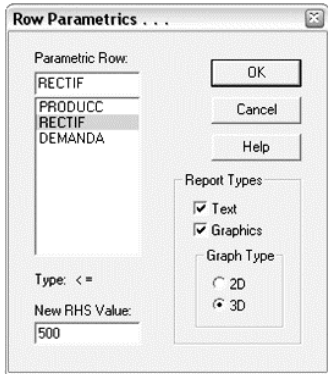 Row Parametrics . . .
Parametric Row:
RECTIF
PRODUCC
RECTIF
DEMANDA
Type: <=
New RHS Value:
500
OK
Cancel
Help
Report Types
Text
Graphics
Graph Type
2D
3D